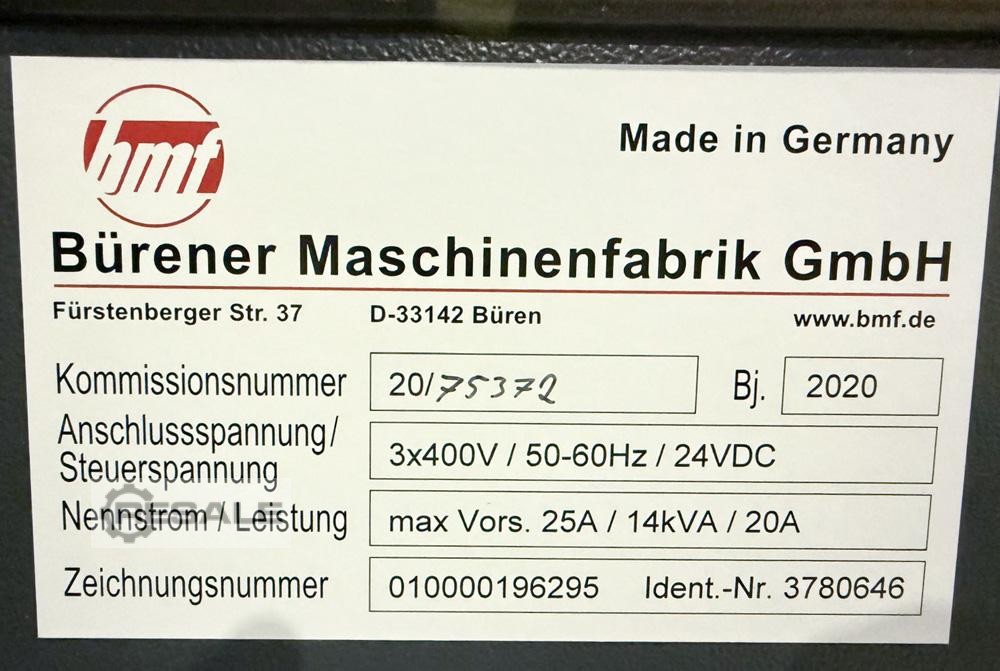 bmf
Made in Germany
Bürener Maschinenfabrik GmbH
Fürstenberger Str. 37 D-33142 Büren www.bmf.de
Kommissionsnummer 20/75372 Bj. 2020
Anschlussspannung/
Steuerspannung 3x400V / 50-60Hz / 24VDC
RESALE
Nennstrom / Leistung max Vors. 25A / 14kVA / 20A
Zeichnungsnummer 010000196295 Ident.-Nr. 3780646